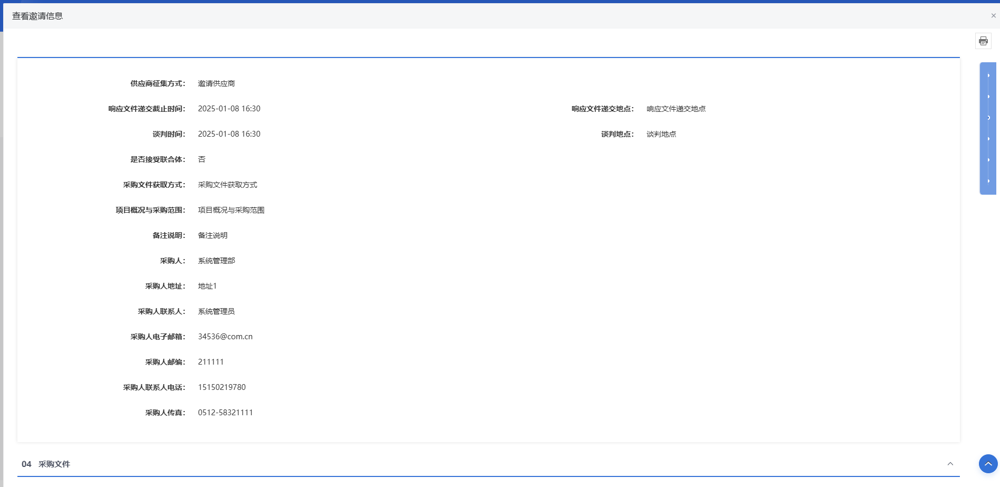 查看邀请信息
供应商征集方式： 邀请供应商
响应文件递交截止时间： 2025-01-08 16:30 响应文件递交地点： 响应文件递交地点
谈判时间： 2025-01-08 16:30 谈判地点： 谈判地点
是否接受联合体： 否
采购文件获取方式： 采购文件获取方式
项目概况与采购范围： 项目概况与采购范围
备注说明： 备注说明
采购人： 系统管理部
采购人地址： 地址1
采购人联系人： 系统管理员
采购人电子邮箱： 34536@com.cn
采购人邮编： 211111
采购人联系人电话： 15150219780
采购人传真： 0512-58321111
04 采购文件